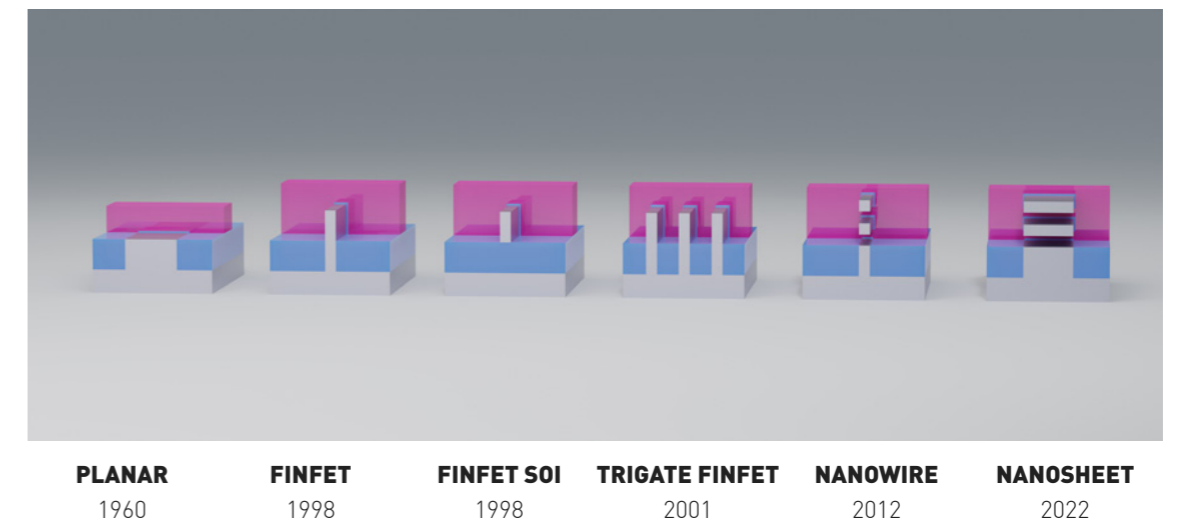 PLANAR
1960
FINFET
1998
FINFET SOI
1998
TRIGATE FINFET
2001
NANOWIRE
2012
NANOSHEET
2022